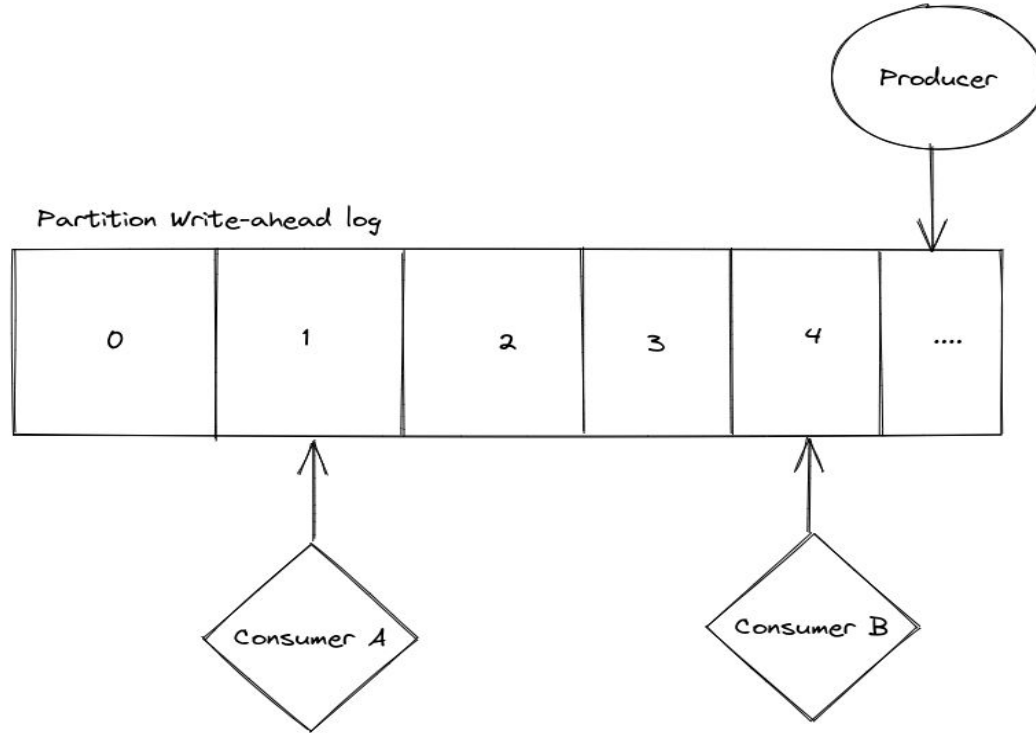 Producer
Partition Write-ahead log
0
1
2
3
4
....
Consumer A
Consumer B